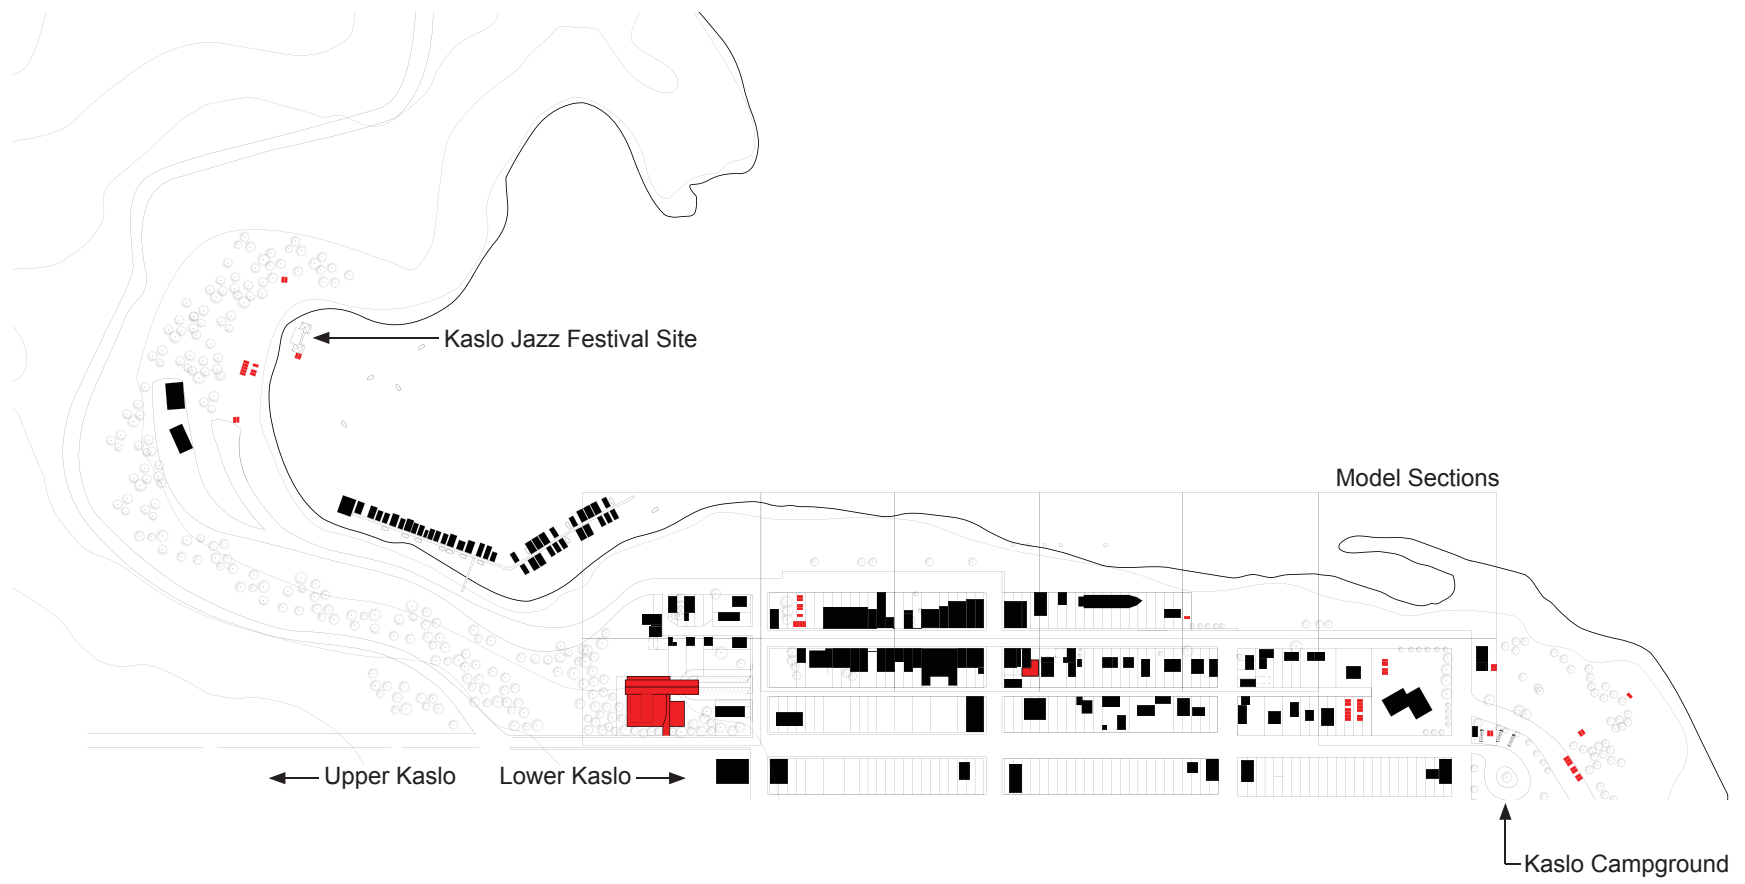 Kaslo Jazz Festival Site
Model Sections
Upper Kaslo
Lower Kaslo
Kaslo Campground